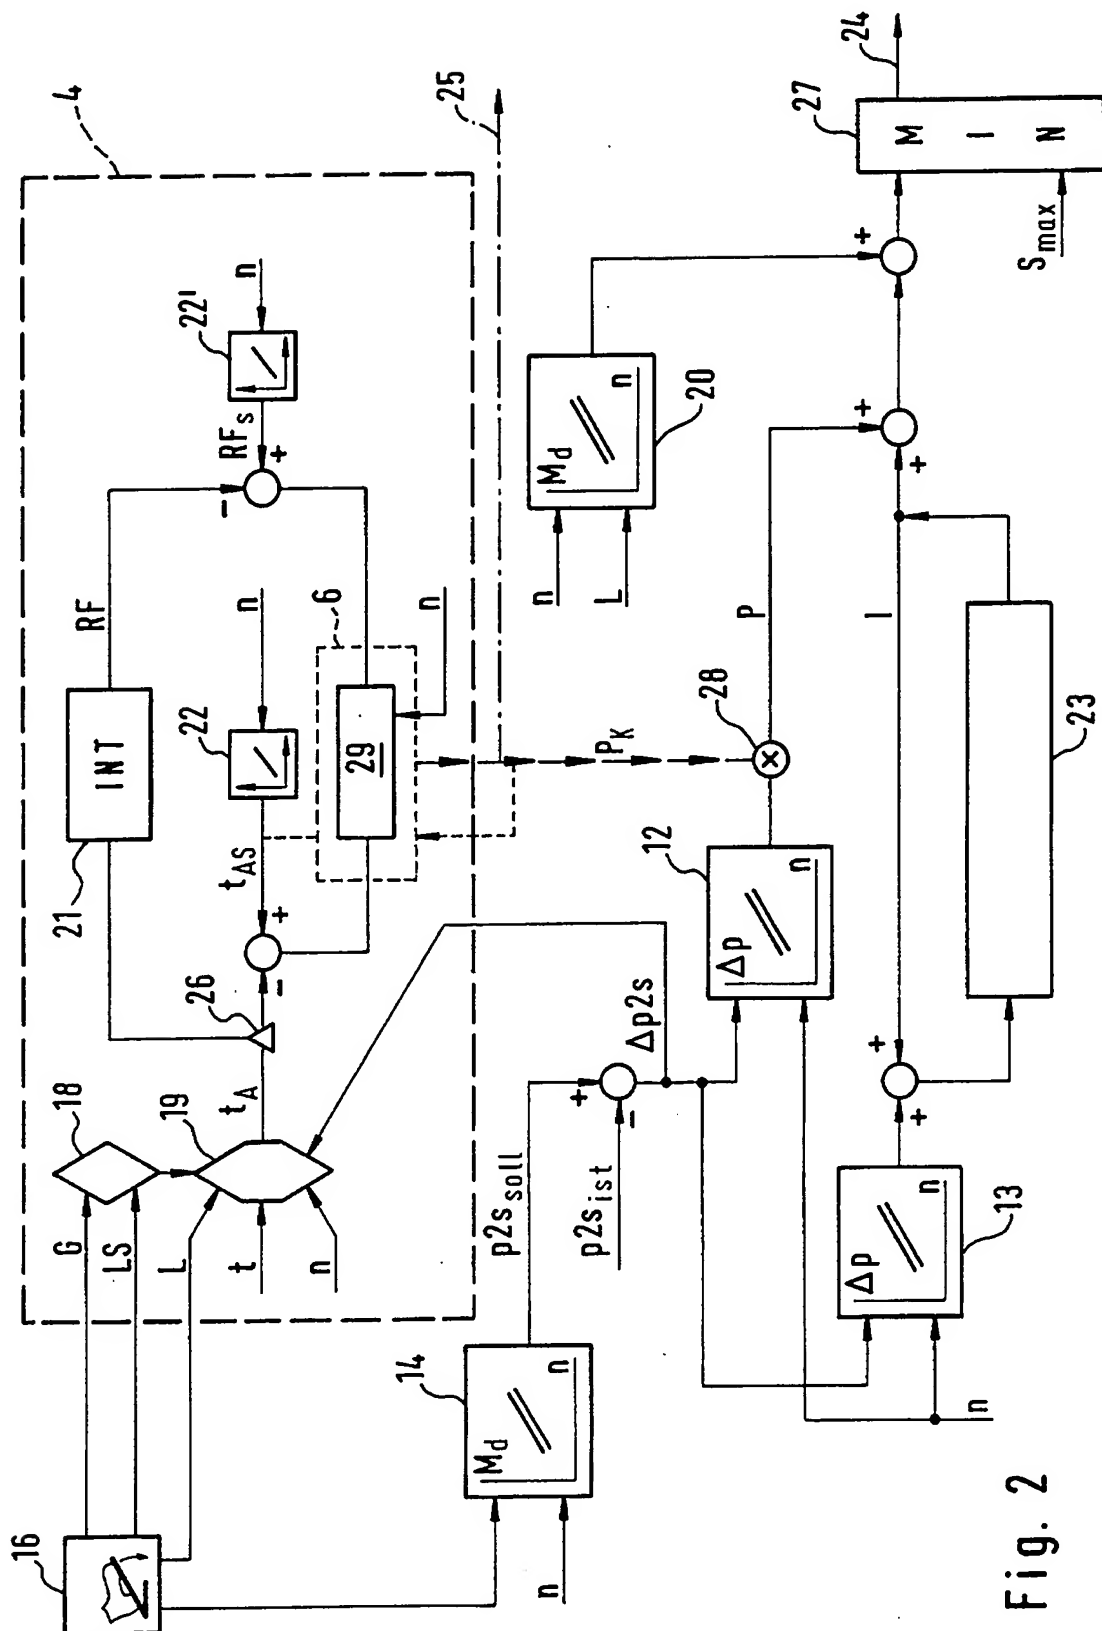 16
G
LS
L
t
n
18
19
t_A
26
21
INT
RF
t_AS
22
n
RF_s
22'
n
4
6
29
n
25
14
M_d
n
n
p2s_soll
p2s_ist
+
-
Δp2s
-
+
-
+
12
Δp
n
P_K
28
x
P
n
L
M_d
n
20
n
13
Δp
n
+
+
23
I
+
+
+
S_max
27
M I N
24
Fig. 2